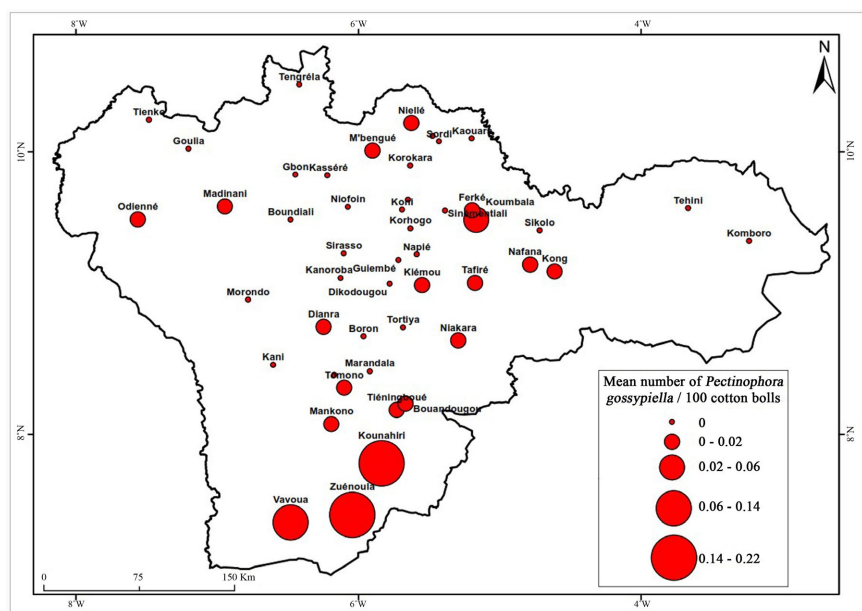 8°W 6°W 4°W
N
Tengréla
Tienko
Niellé
Goulia
M'bengué
Sordi
Kaouara
10°N
10°N
Korokara
Gbon
Kasséré
Odienné
Madinani
Niofoin
Koni
Ferké
Koumbala
Tehini
Boundiali
Sinématiali
Korhogo
Sikolo
Komboro
Sirasso
Napié
Nafana
Kong
Kanoroba
Guiembé
Kiémou
Tafiré
Morondo
Dikodougou
Dianra
Tortiya
Boron
Niakara
Kani
Marandala
Tomono
Tiéningboué
Mankono
Bouandougou
8°N
8°N
Kounahiri
Zuénoula
Vavoua
Mean number of Pectinophora
gossypiella / 100 cotton bolls
0
0 - 0.02
0.02 - 0.06
0.06 - 0.14
0.14 - 0.22
0 75 150 Km
8°W 6°W 4°W